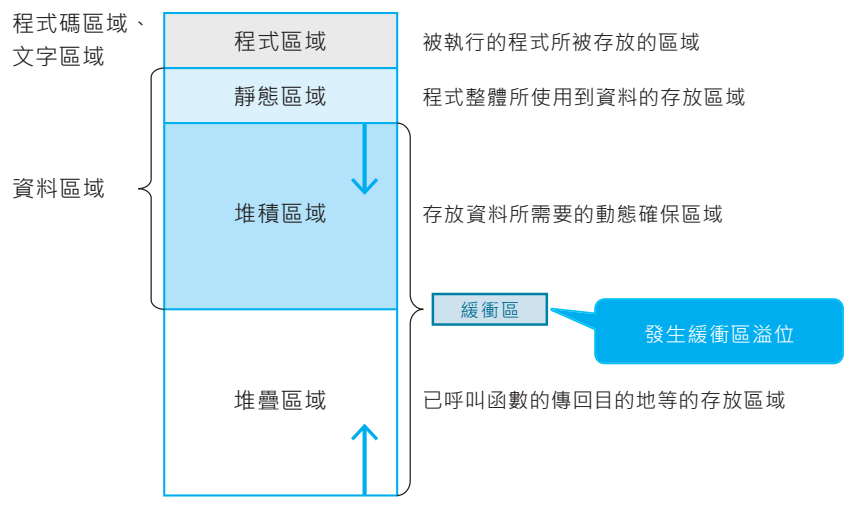 程式碼區域、
文字區域
程式區域
被執行的程式所被存放的區域
靜態區域
程式整體所使用到資料的存放區域
資料區域
堆積區域
存放資料所需要的動態確保區域
緩衝區
發生緩衝區溢位
堆疊區域
已呼叫函數的傳回目的地等的存放區域